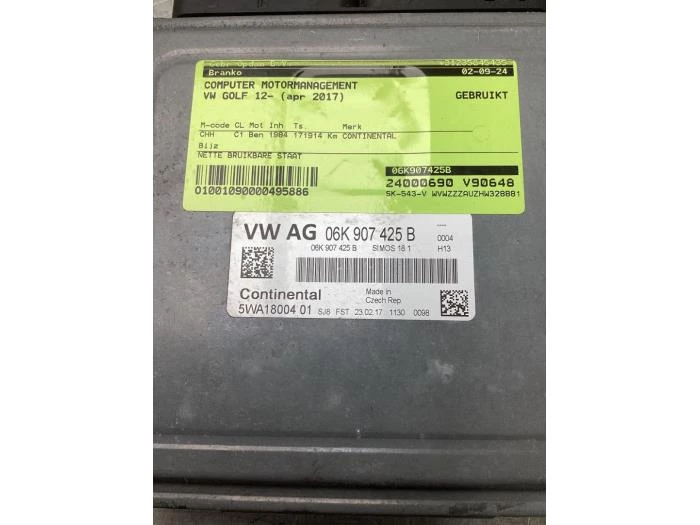 Branko 02-09-24
COMPUTER MOTORMANAGEMENT
VW GOLF 12- (apr 2017) GEBRUIKT
M-code CL Mot Inh Ts. Merk
CHH C1 Ben 1984 171914 Km CONTINENTAL
Bijz
NETTE BRUIKBARE STAAT
06K907425B
24000690 V90648
01001090000495886
SK-543-V WVWZZZAUZHW328881
VW AG 06K 907 425 B 0004
06K 907 425 B SIMOS 18.1 H13
Continental Made in
Czech Rep.
5WA18004 01 SJ8 FST 23.02.17 1130 0098